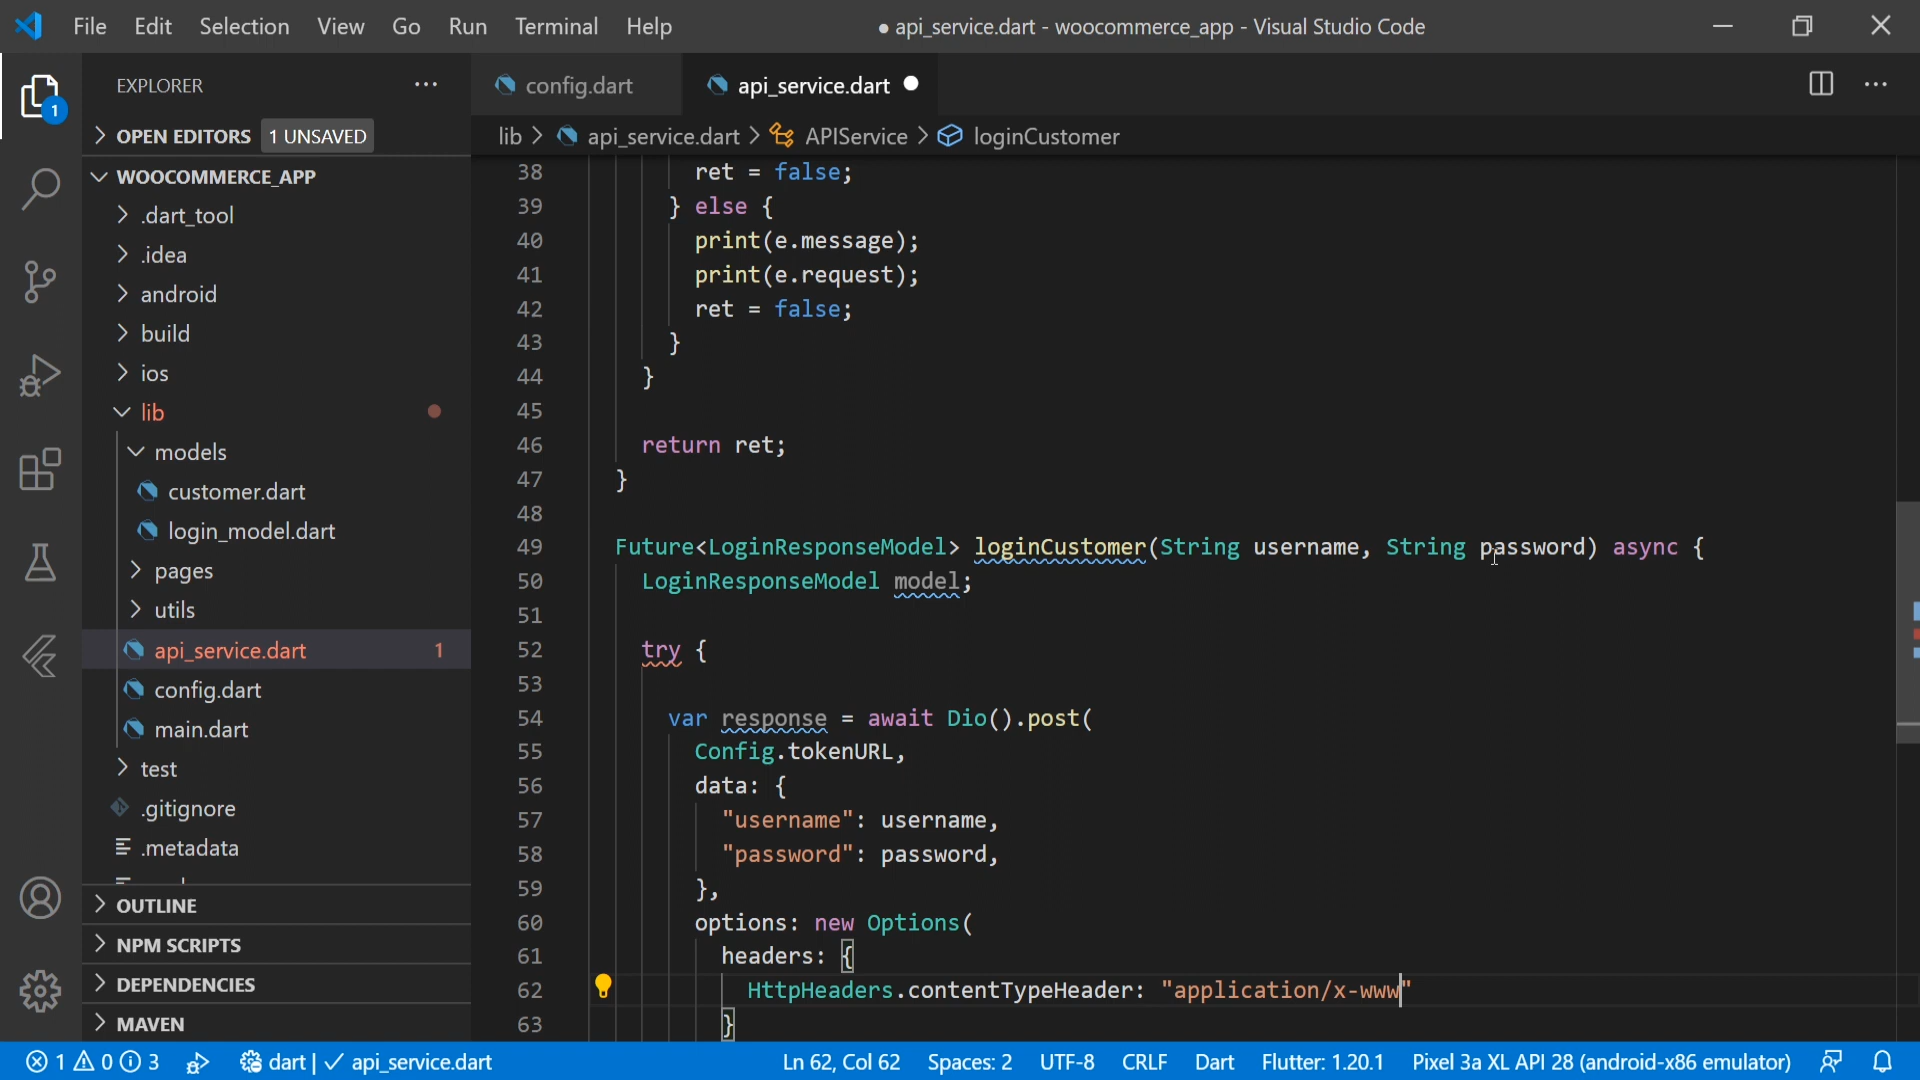 File Edit Selection View Go Run Terminal Help
● api_service.dart - woocommerce_app - Visual Studio Code
EXPLORER
1
OPEN EDITORS 1 UNSAVED
WOOCOMMERCE_APP
.dart_tool
.idea
android
build
ios
lib
models
customer.dart
login_model.dart
pages
utils
api_service.dart 1
config.dart
main.dart
test
.gitignore
.metadata
OUTLINE
NPM SCRIPTS
DEPENDENCIES
MAVEN
config.dart
api_service.dart
lib > api_service.dart > APIService > loginCustomer
38 ret = false;
39 } else {
40 print(e.message);
41 print(e.request);
42 ret = false;
43 }
44 }
45
46 return ret;
47 }
48
49 Future<LoginResponseModel> loginCustomer(String username, String password) async {
50 LoginResponseModel model;
51
52 try {
53
54 var response = await Dio().post(
55 Config.tokenURL,
56 data: {
57 "username": username,
58 "password": password,
59 },
60 options: new Options(
61 headers: {
62 HttpHeaders.contentTypeHeader: "application/x-www"
63 }
1 0 3 dart | ✓ api_service.dart Ln 62, Col 62 Spaces: 2 UTF-8 CRLF Dart Flutter: 1.20.1 Pixel 3a XL API 28 (android-x86 emulator)